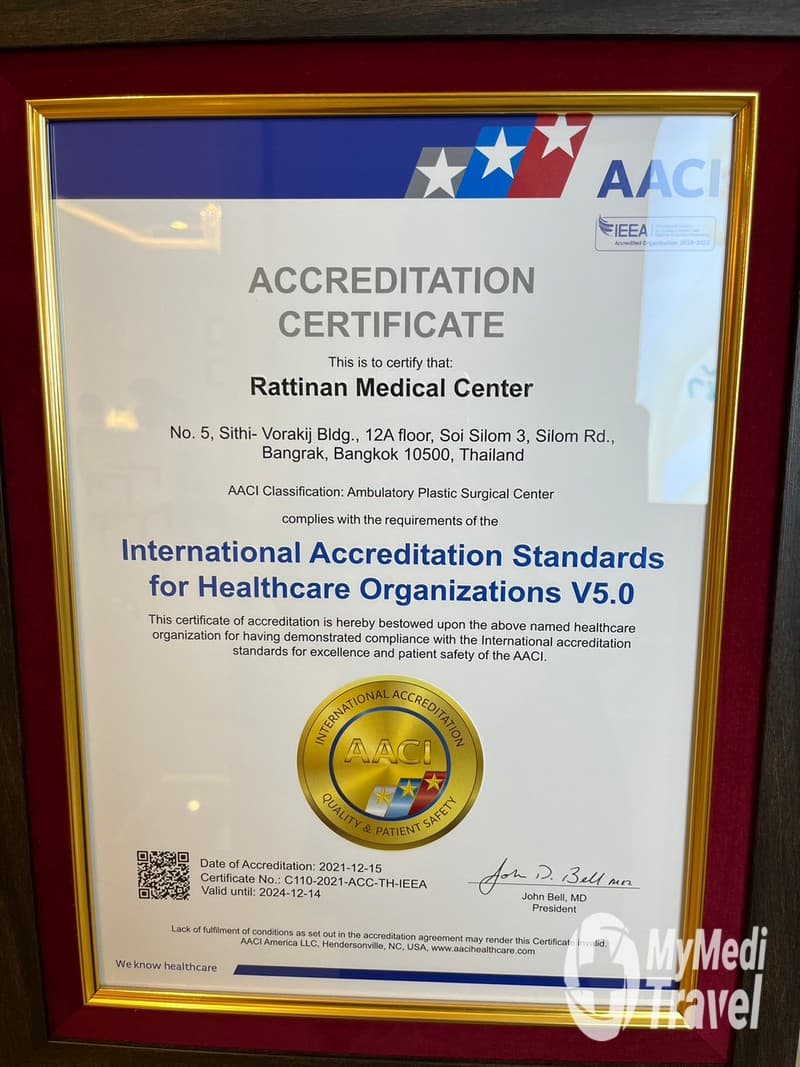 AACI
IEEA
Accredited Organization
ACCREDITATION
CERTIFICATE
This is to certify that:
Rattinan Medical Center
No. 5, Sithi- Vorakij Bldg., 12A floor, Soi Silom 3, Silom Rd.,
Bangrak, Bangkok 10500, Thailand
AACI Classification: Ambulatory Plastic Surgical Center
complies with the requirements of the
International Accreditation Standards
for Healthcare Organizations V5.0
This certificate of accreditation is hereby bestowed upon the above named healthcare
organization for having demonstrated compliance with the International accreditation
standards for excellence and patient safety of the AACI.
INTERNATIONAL ACCREDITATION
AACI
QUALITY & PATIENT SAFETY
Date of Accreditation: 2021-12-15
Certificate No.: C110-2021-ACC-TH-IEEA
Valid until: 2024-12-14
John D. Bell
John Bell, MD
President
Lack of fulfilment of conditions as set out in the accreditation agreement may render this Certificate invalid.
AACI America LLC, Hendersonville, NC, USA, www.aacihealthcare.com
We know healthcare
MyMedi
Travel